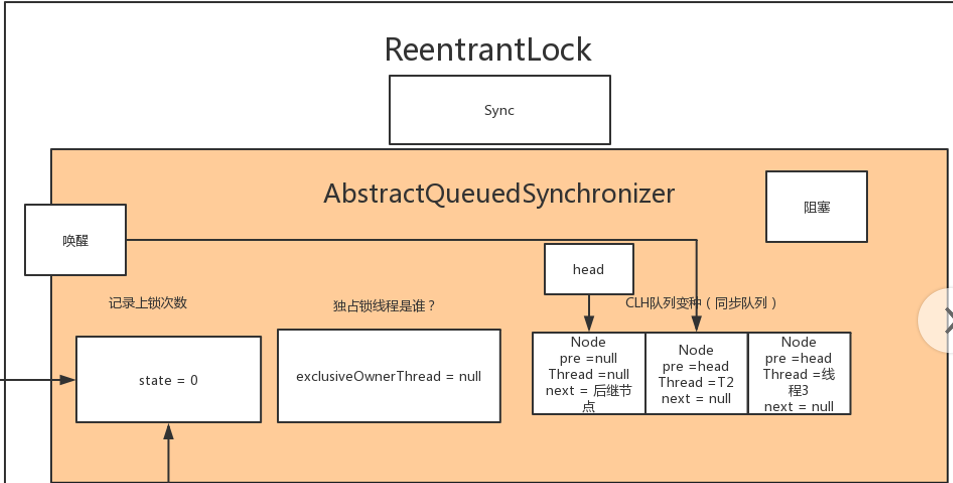 ReentrantLock
Sync
AbstractQueuedSynchronizer
阻塞
唤醒
head
记录上锁次数
独占锁线程是谁？
CLH队列变种（同步队列）
state = 0
exclusiveOwnerThread = null
Node
pre =null
Thread =null
next = 后继节
点
Node
pre =head
Thread =T2
next = null
Node
pre =head
Thread =线
程3
next = null